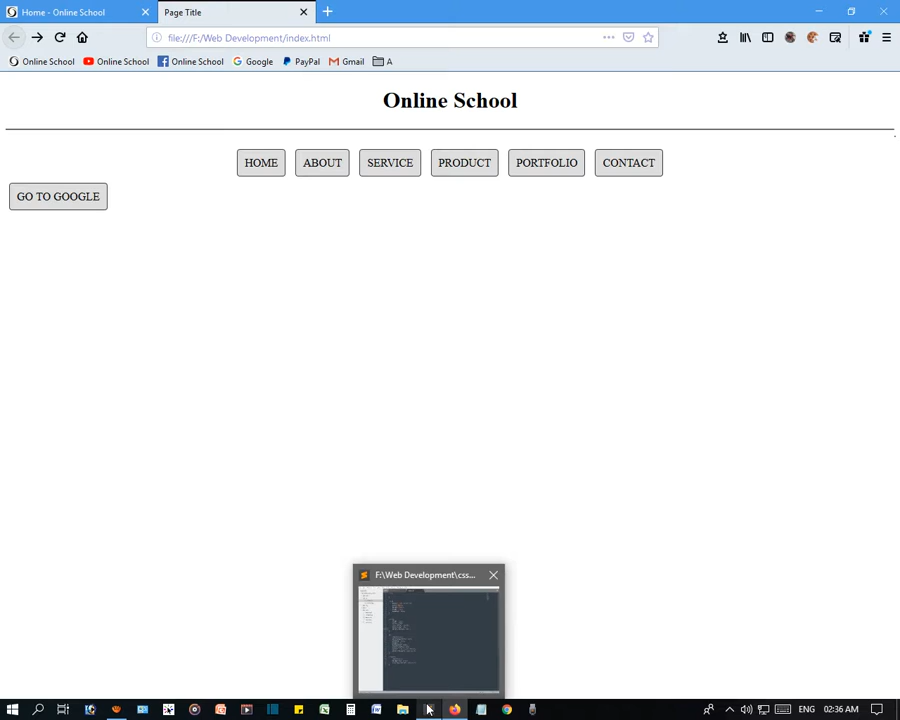 Home - Online School
Page Title
file:///F:/Web Development/index.html
Online School
Online School
Online School
Google
PayPal
Gmail
A
Online School
HOME
ABOUT
SERVICE
PRODUCT
PORTFOLIO
CONTACT
GO TO GOOGLE
F:\Web Development\css...
ENG
02:36 AM